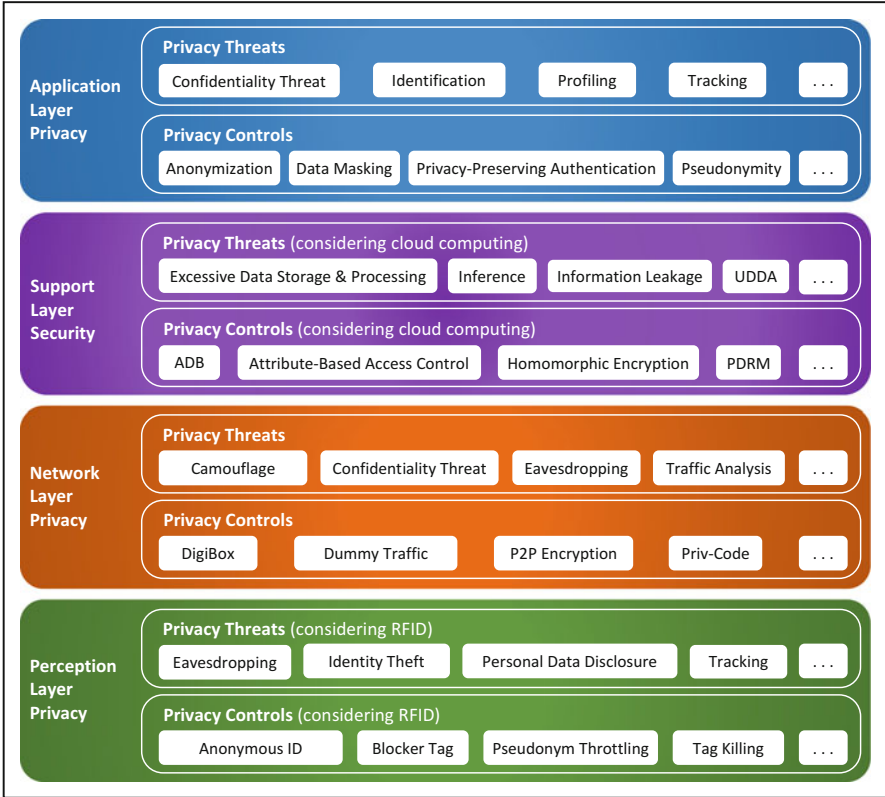 Application
Layer
Privacy
Privacy Threats
Confidentiality Threat Identification Profiling Tracking . . .
Privacy Controls
Anonymization Data Masking Privacy-Preserving Authentication Pseudonymity . . .
Support
Layer
Security
Privacy Threats (considering cloud computing)
Excessive Data Storage & Processing Inference Information Leakage UDDA . . .
Privacy Controls (considering cloud computing)
ADB Attribute-Based Access Control Homomorphic Encryption PDRM . . .
Network
Layer
Privacy
Privacy Threats
Camouflage Confidentiality Threat Eavesdropping Traffic Analysis . . .
Privacy Controls
DigiBox Dummy Traffic P2P Encryption Priv-Code . . .
Perception
Layer
Privacy
Privacy Threats (considering RFID)
Eavesdropping Identity Theft Personal Data Disclosure Tracking . . .
Privacy Controls (considering RFID)
Anonymous ID Blocker Tag Pseudonym Throttling Tag Killing . . .